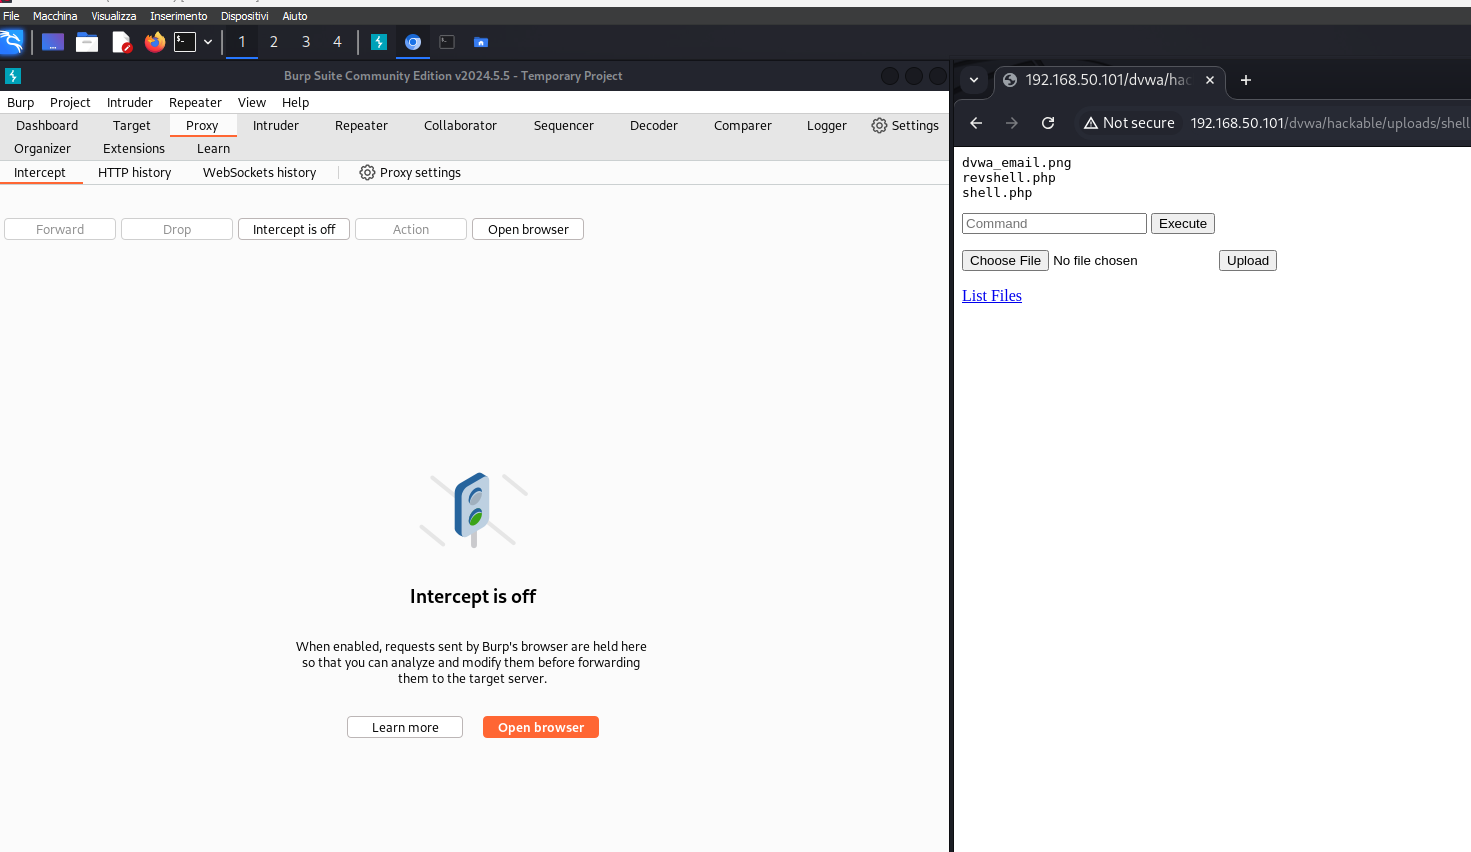 File Macchina Visualizza Inserimento Dispositivi Aiuto
1 2 3 4
Burp Suite Community Edition v2024.5.5 - Temporary Project
Burp Project Intruder Repeater View Help
Dashboard Target Proxy Intruder Repeater Collaborator Sequencer Decoder Comparer Logger Settings
Organizer Extensions Learn
Intercept HTTP history WebSockets history Proxy settings
Forward Drop Intercept is off Action Open browser
Intercept is off
When enabled, requests sent by Burp's browser are held here
so that you can analyze and modify them before forwarding
them to the target server.
Learn more Open browser
192.168.50.101/dvwa/hac
Not secure 192.168.50.101/dvwa/hackable/uploads/shell
dvwa_email.png
revshell.php
shell.php
Command Execute
Choose File No file chosen Upload
List Files